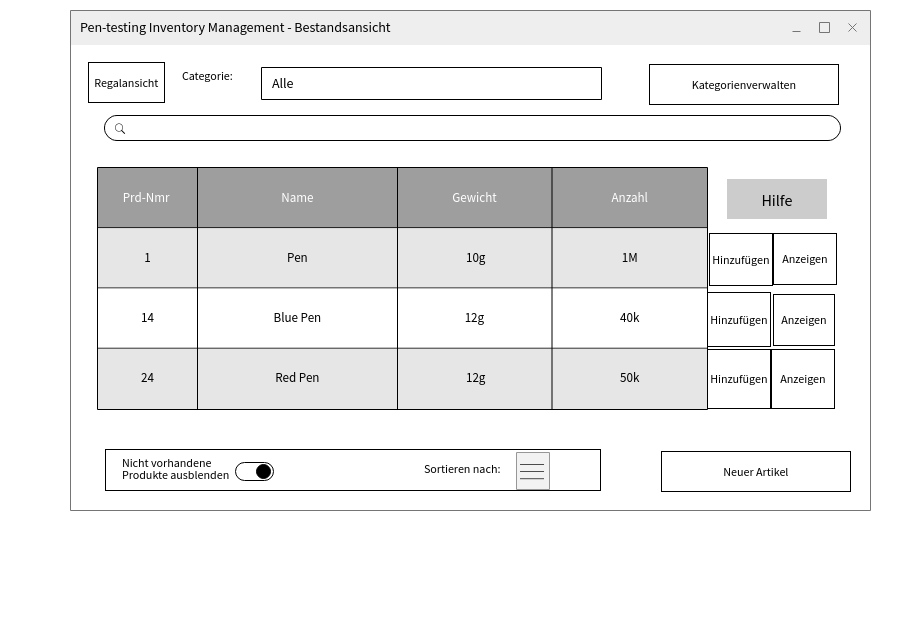 Pen-testing Inventory Management - Bestandsansicht
Regalansicht
Categorie:
Alle
Kategorienverwalten
Prd-Nmr Name Gewicht Anzahl
Hilfe
1 Pen 10g 1M Hinzufügen Anzeigen
14 Blue Pen 12g 40k Hinzufügen Anzeigen
24 Red Pen 12g 50k Hinzufügen Anzeigen
Nicht vorhandene
Produkte ausblenden
Sortieren nach:
Neuer Artikel